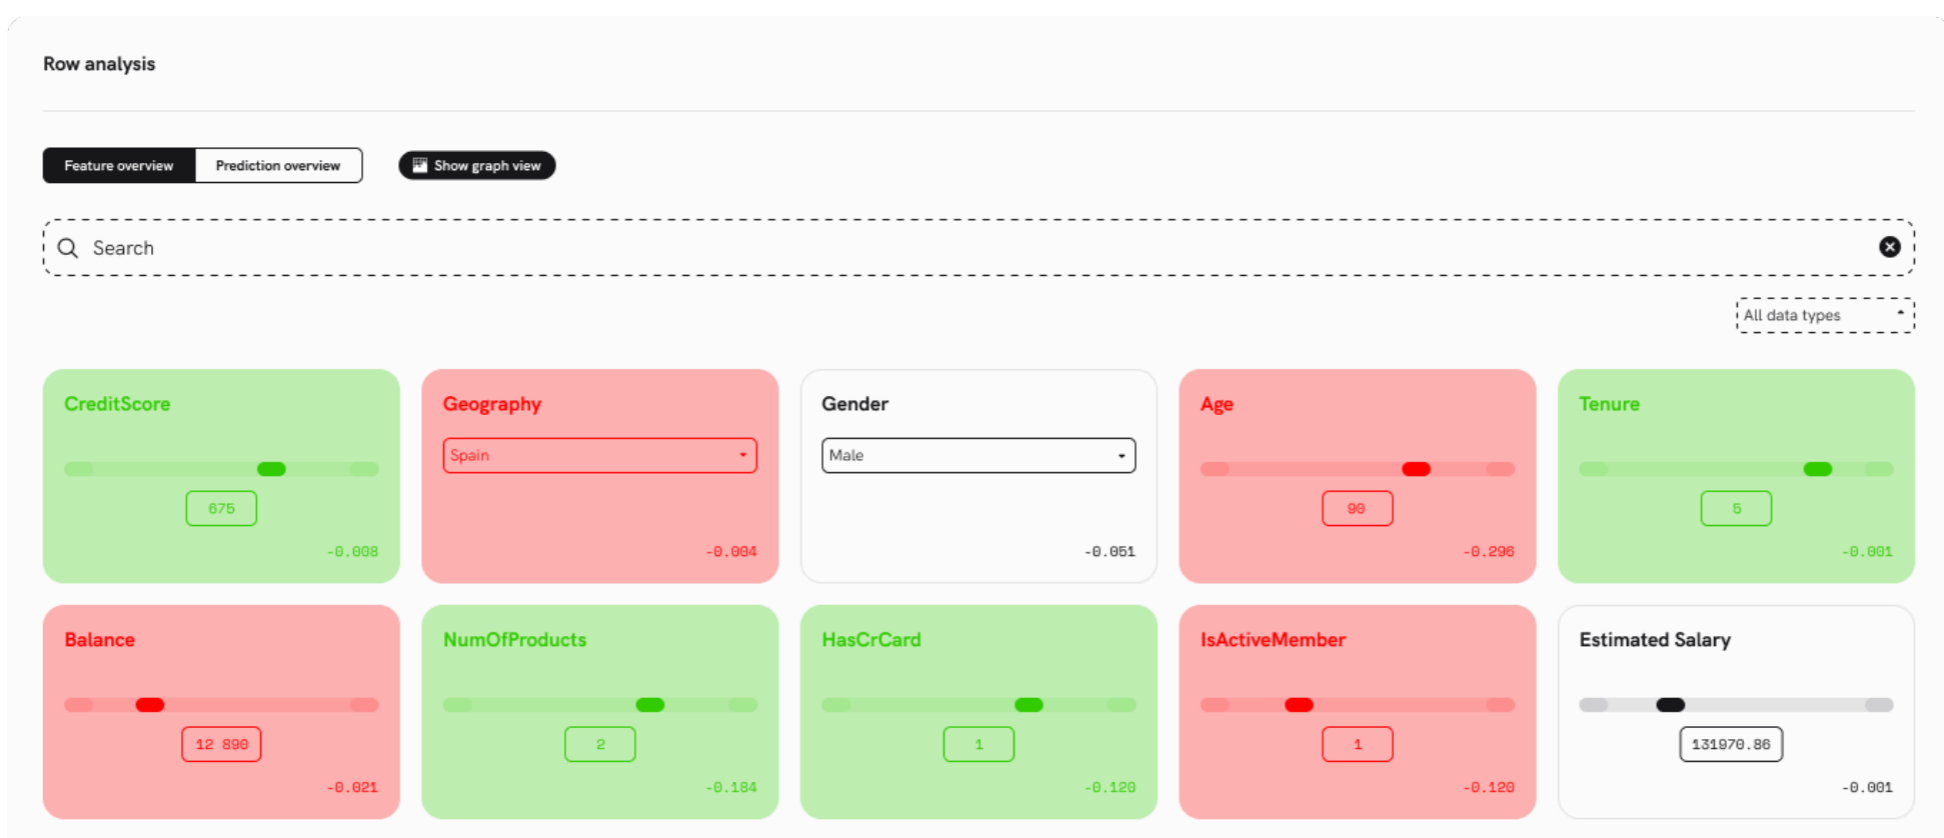 Row analysis
Feature overview
Prediction overview
Show graph view
Search
All data types
CreditScore
675
-0.008
Geography
Spain
-0.004
Gender
Male
-0.051
Age
90
-0.296
Tenure
5
-0.001
Balance
12 890
-0.021
NumOfProducts
2
-0.184
HasCrCard
1
-0.120
IsActiveMember
1
-0.120
Estimated Salary
131970.86
-0.001